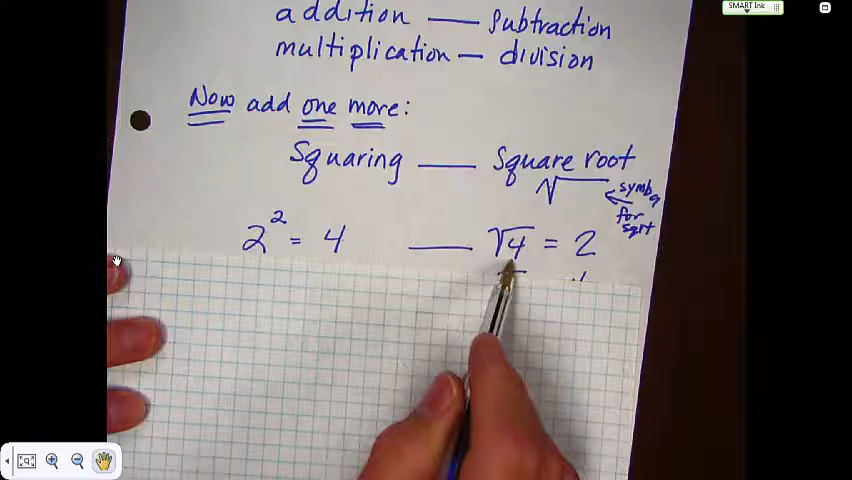 SMART Ink
addition — subtraction
multiplication — division
Now add one more:
Squaring — Square root
√ ← symbol
for
sqrt
2² = 4 — √4 = 2